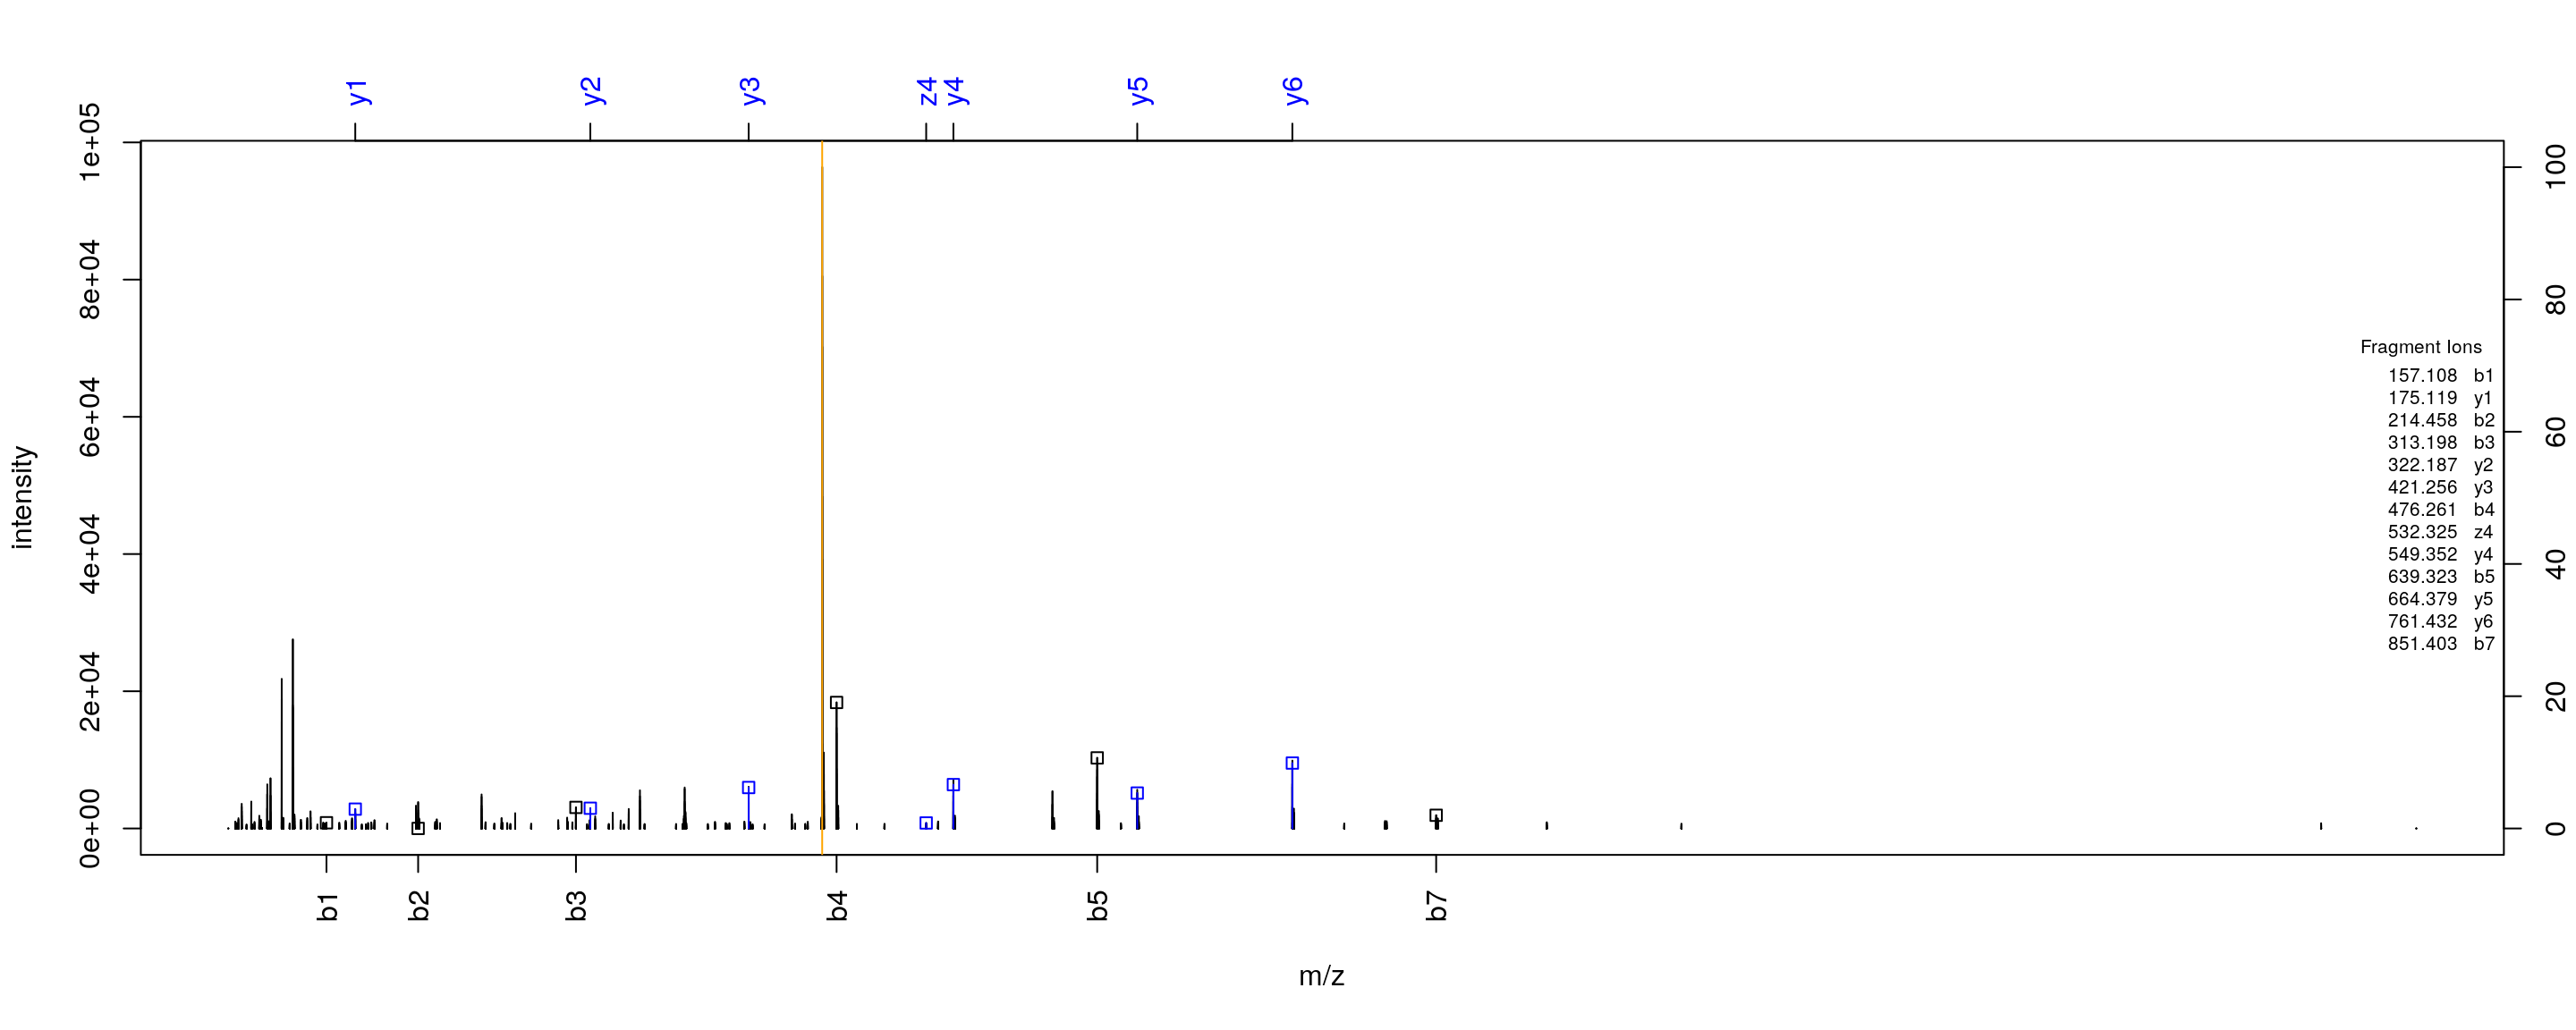 y1 y2 y3 z4 y4 y5 y6
1e+05
8e+04
6e+04
4e+04
2e+04
0e+00
intensity
100
80
60
40
20
0
Fragment Ions
157.108 b1
175.119 y1
214.458 b2
313.198 b3
322.187 y2
421.256 y3
476.261 b4
532.325 z4
549.352 y4
639.323 b5
664.379 y5
761.432 y6
851.403 b7
b1 b2 b3 b4 b5 b7
m/z